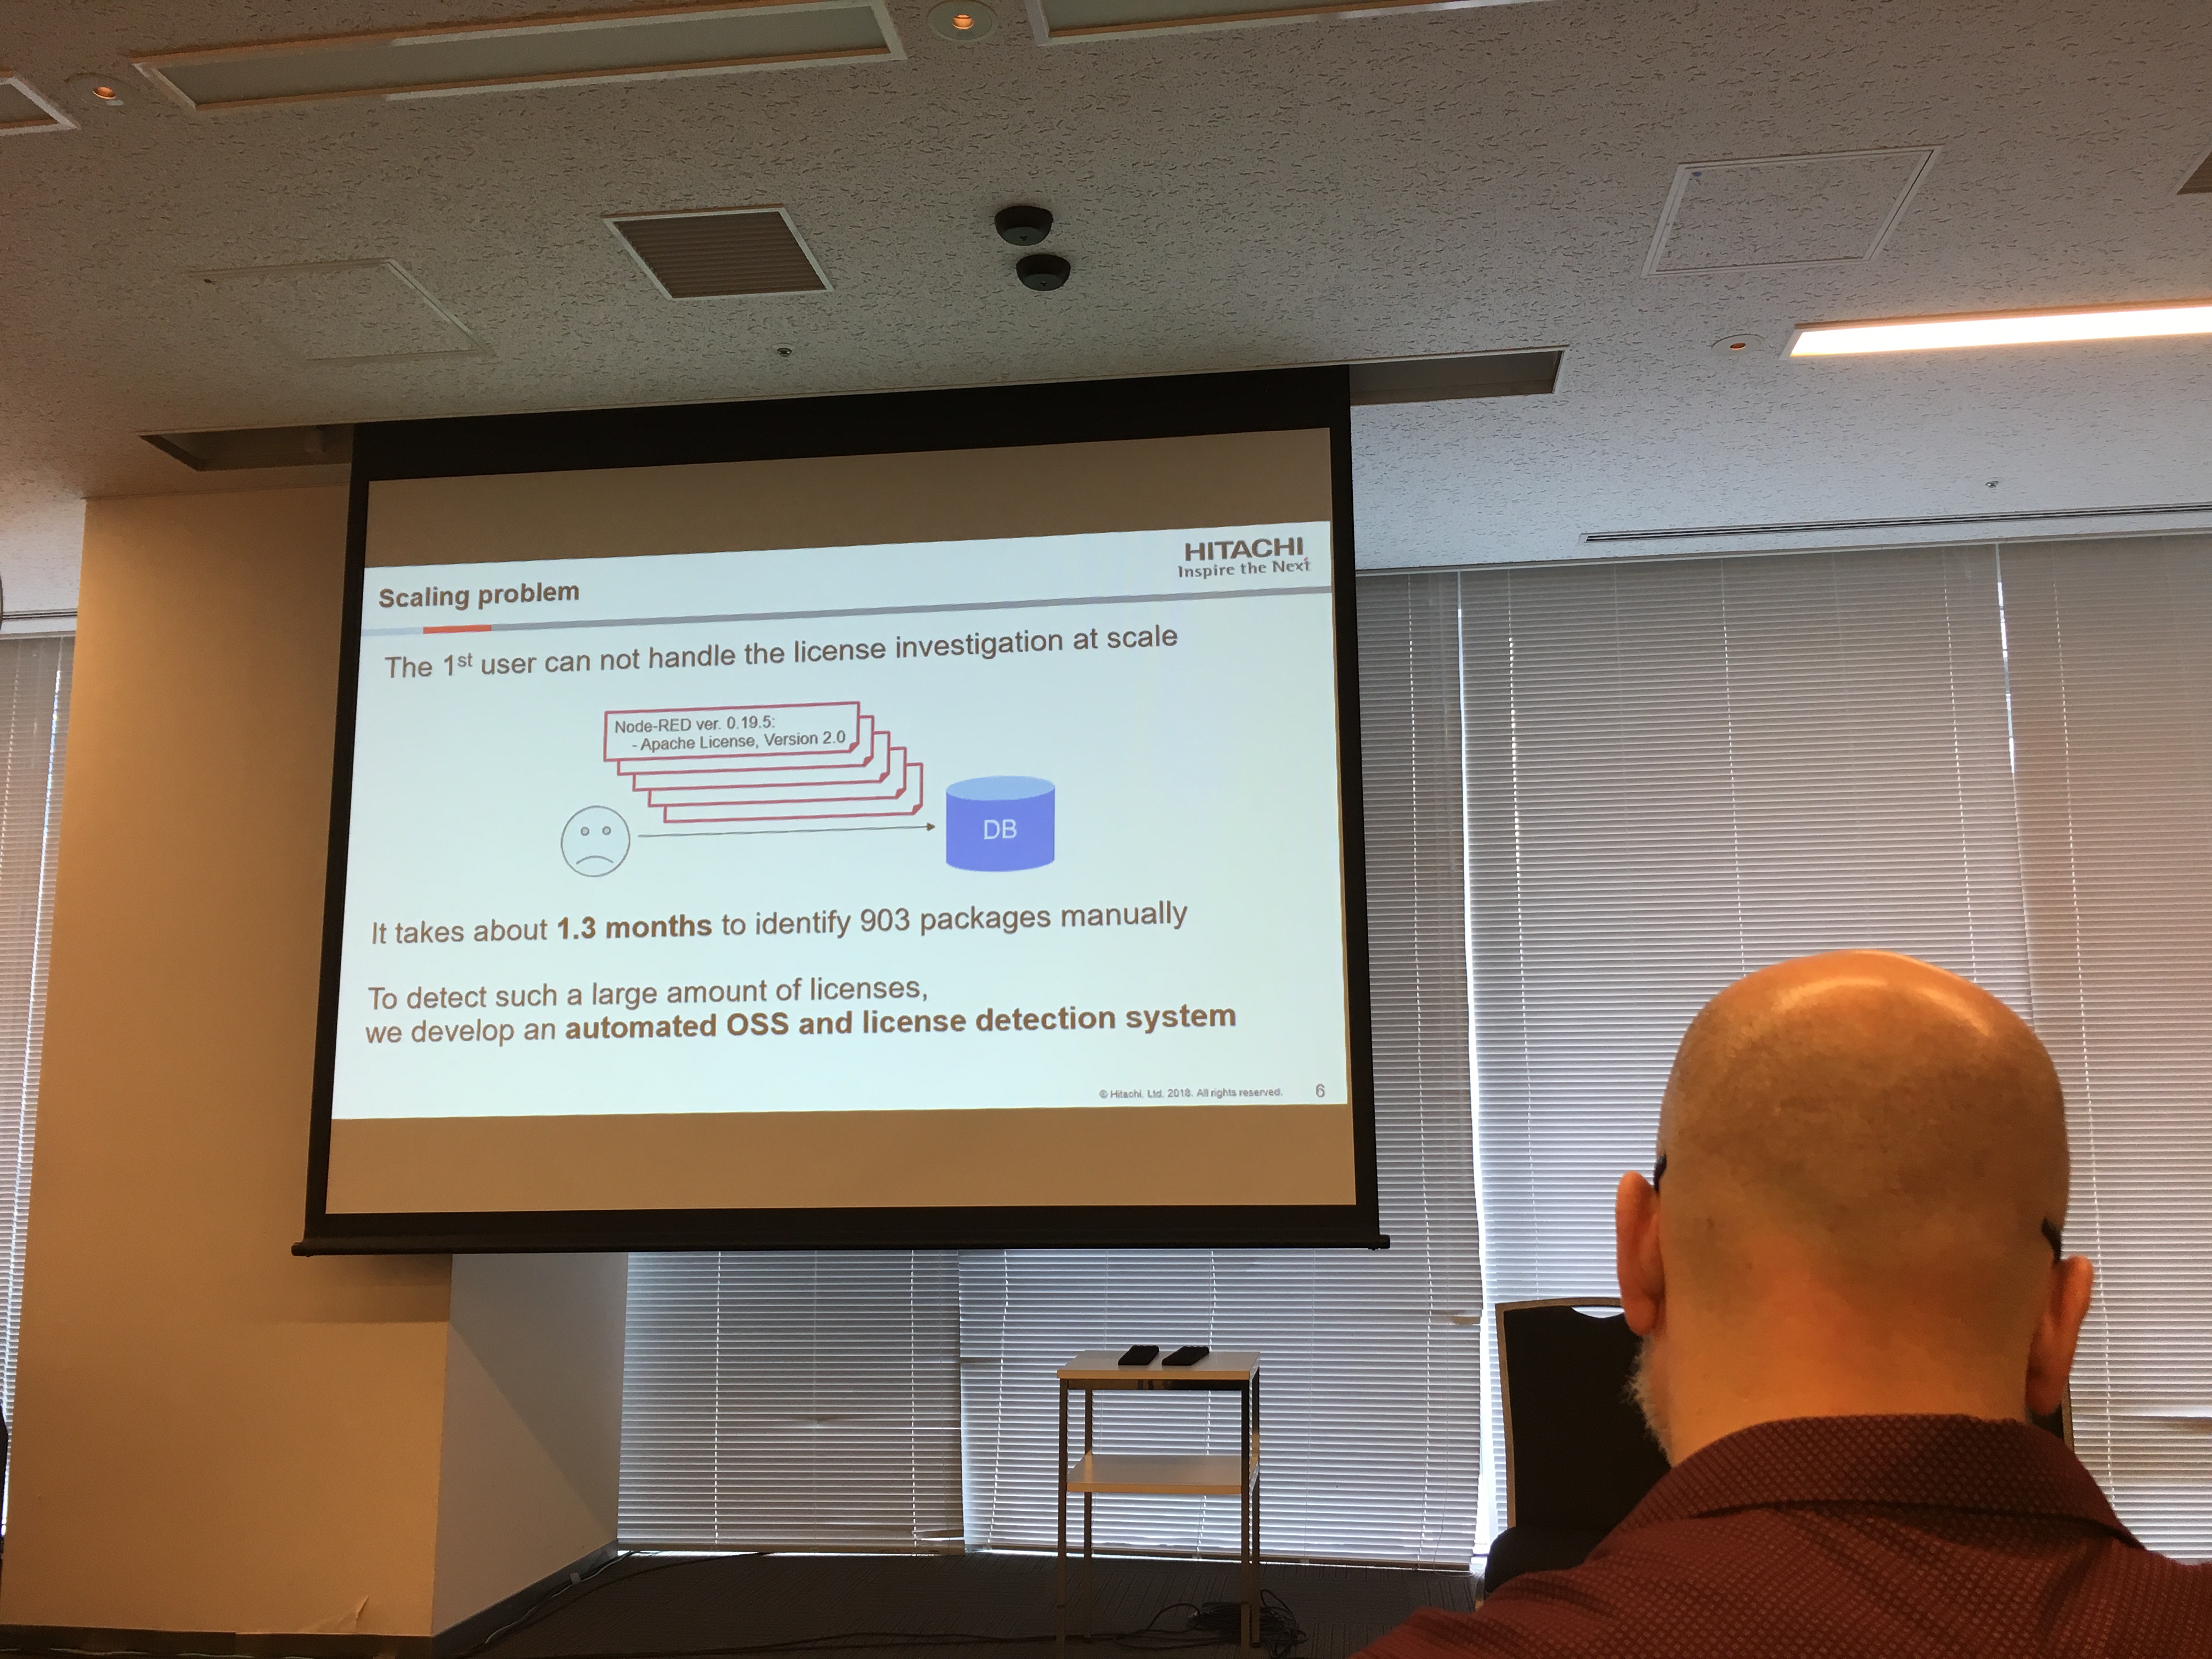 HITACHI
Inspire the Next
Scaling problem
The 1st user can not handle the license investigation at scale
Node-RED ver. 0.19.5:
- Apache License, Version 2.0
DB
It takes about 1.3 months to identify 903 packages manually
To detect such a large amount of licenses,
we develop an automated OSS and license detection system
© Hitachi, Ltd. 2018. All rights reserved.
6